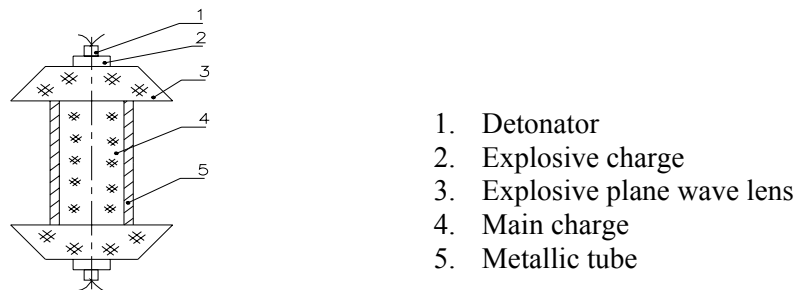 1
2
3
4
5
1. Detonator
2. Explosive charge
3. Explosive plane wave lens
4. Main charge
5. Metallic tube